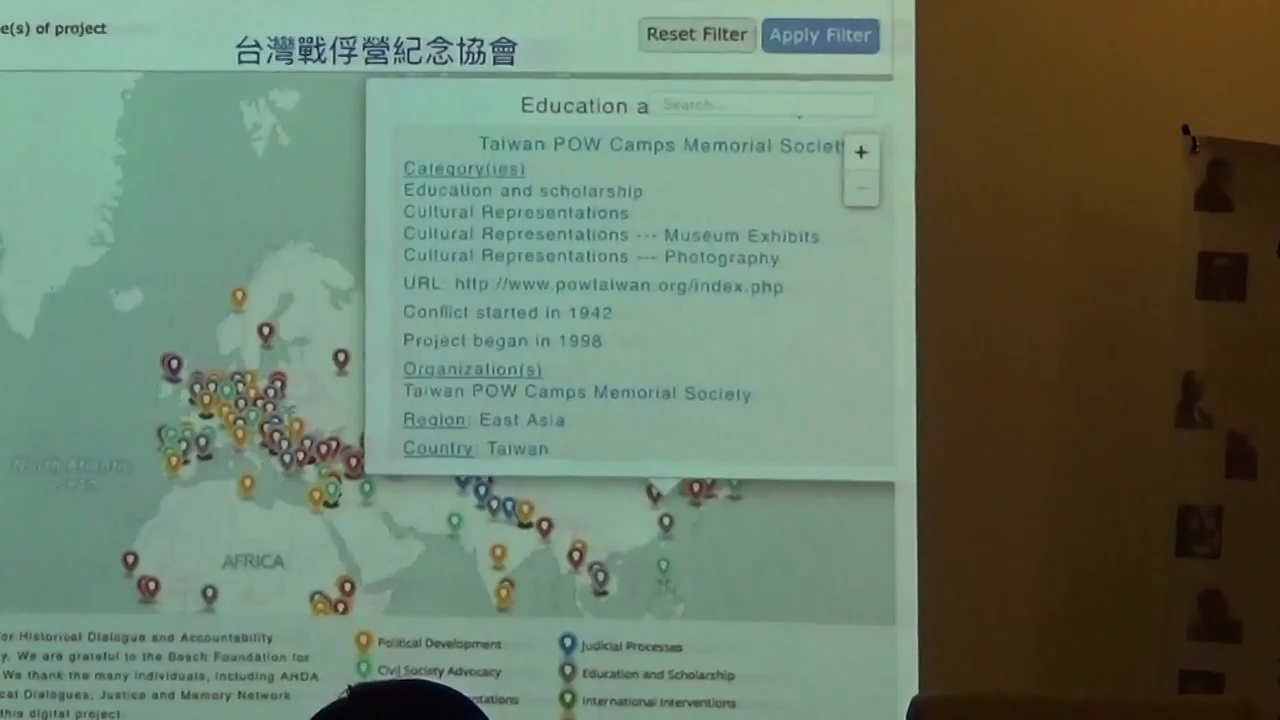 e(s) of project
台灣戰俘營紀念協會
Reset Filter
Apply Filter
Education a
Search...
Taiwan POW Camps Memorial Societ
+
−
Category(ies)
Education and scholarship
Cultural Representations
Cultural Representations --- Museum Exhibits
Cultural Representations --- Photography
URL: http://www.powtaiwan.org/index.php
Conflict started in 1942
Project began in 1998
Organization(s)
Taiwan POW Camps Memorial Society
Region: East Asia
Country: Taiwan
North Atlantic
Ocean
AFRICA
or Historical Dialogue and Accountability
y. We are grateful to the Bosch Foundation for
We thank the many individuals, including AHDA
cal Dialogues, Justice and Memory Network
this digital project
Political Development
Civil Society Advocacy
entations
Judicial Processes
Education and Scholarship
International Interventions